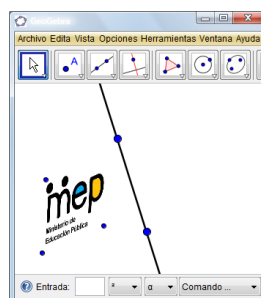 GeoGebra
Archivo Edita Vista Opciones Herramientas Ventana Ayuda
A
mep
Ministerio de
Educación Pública
Entrada:
ª
α
Comando ...